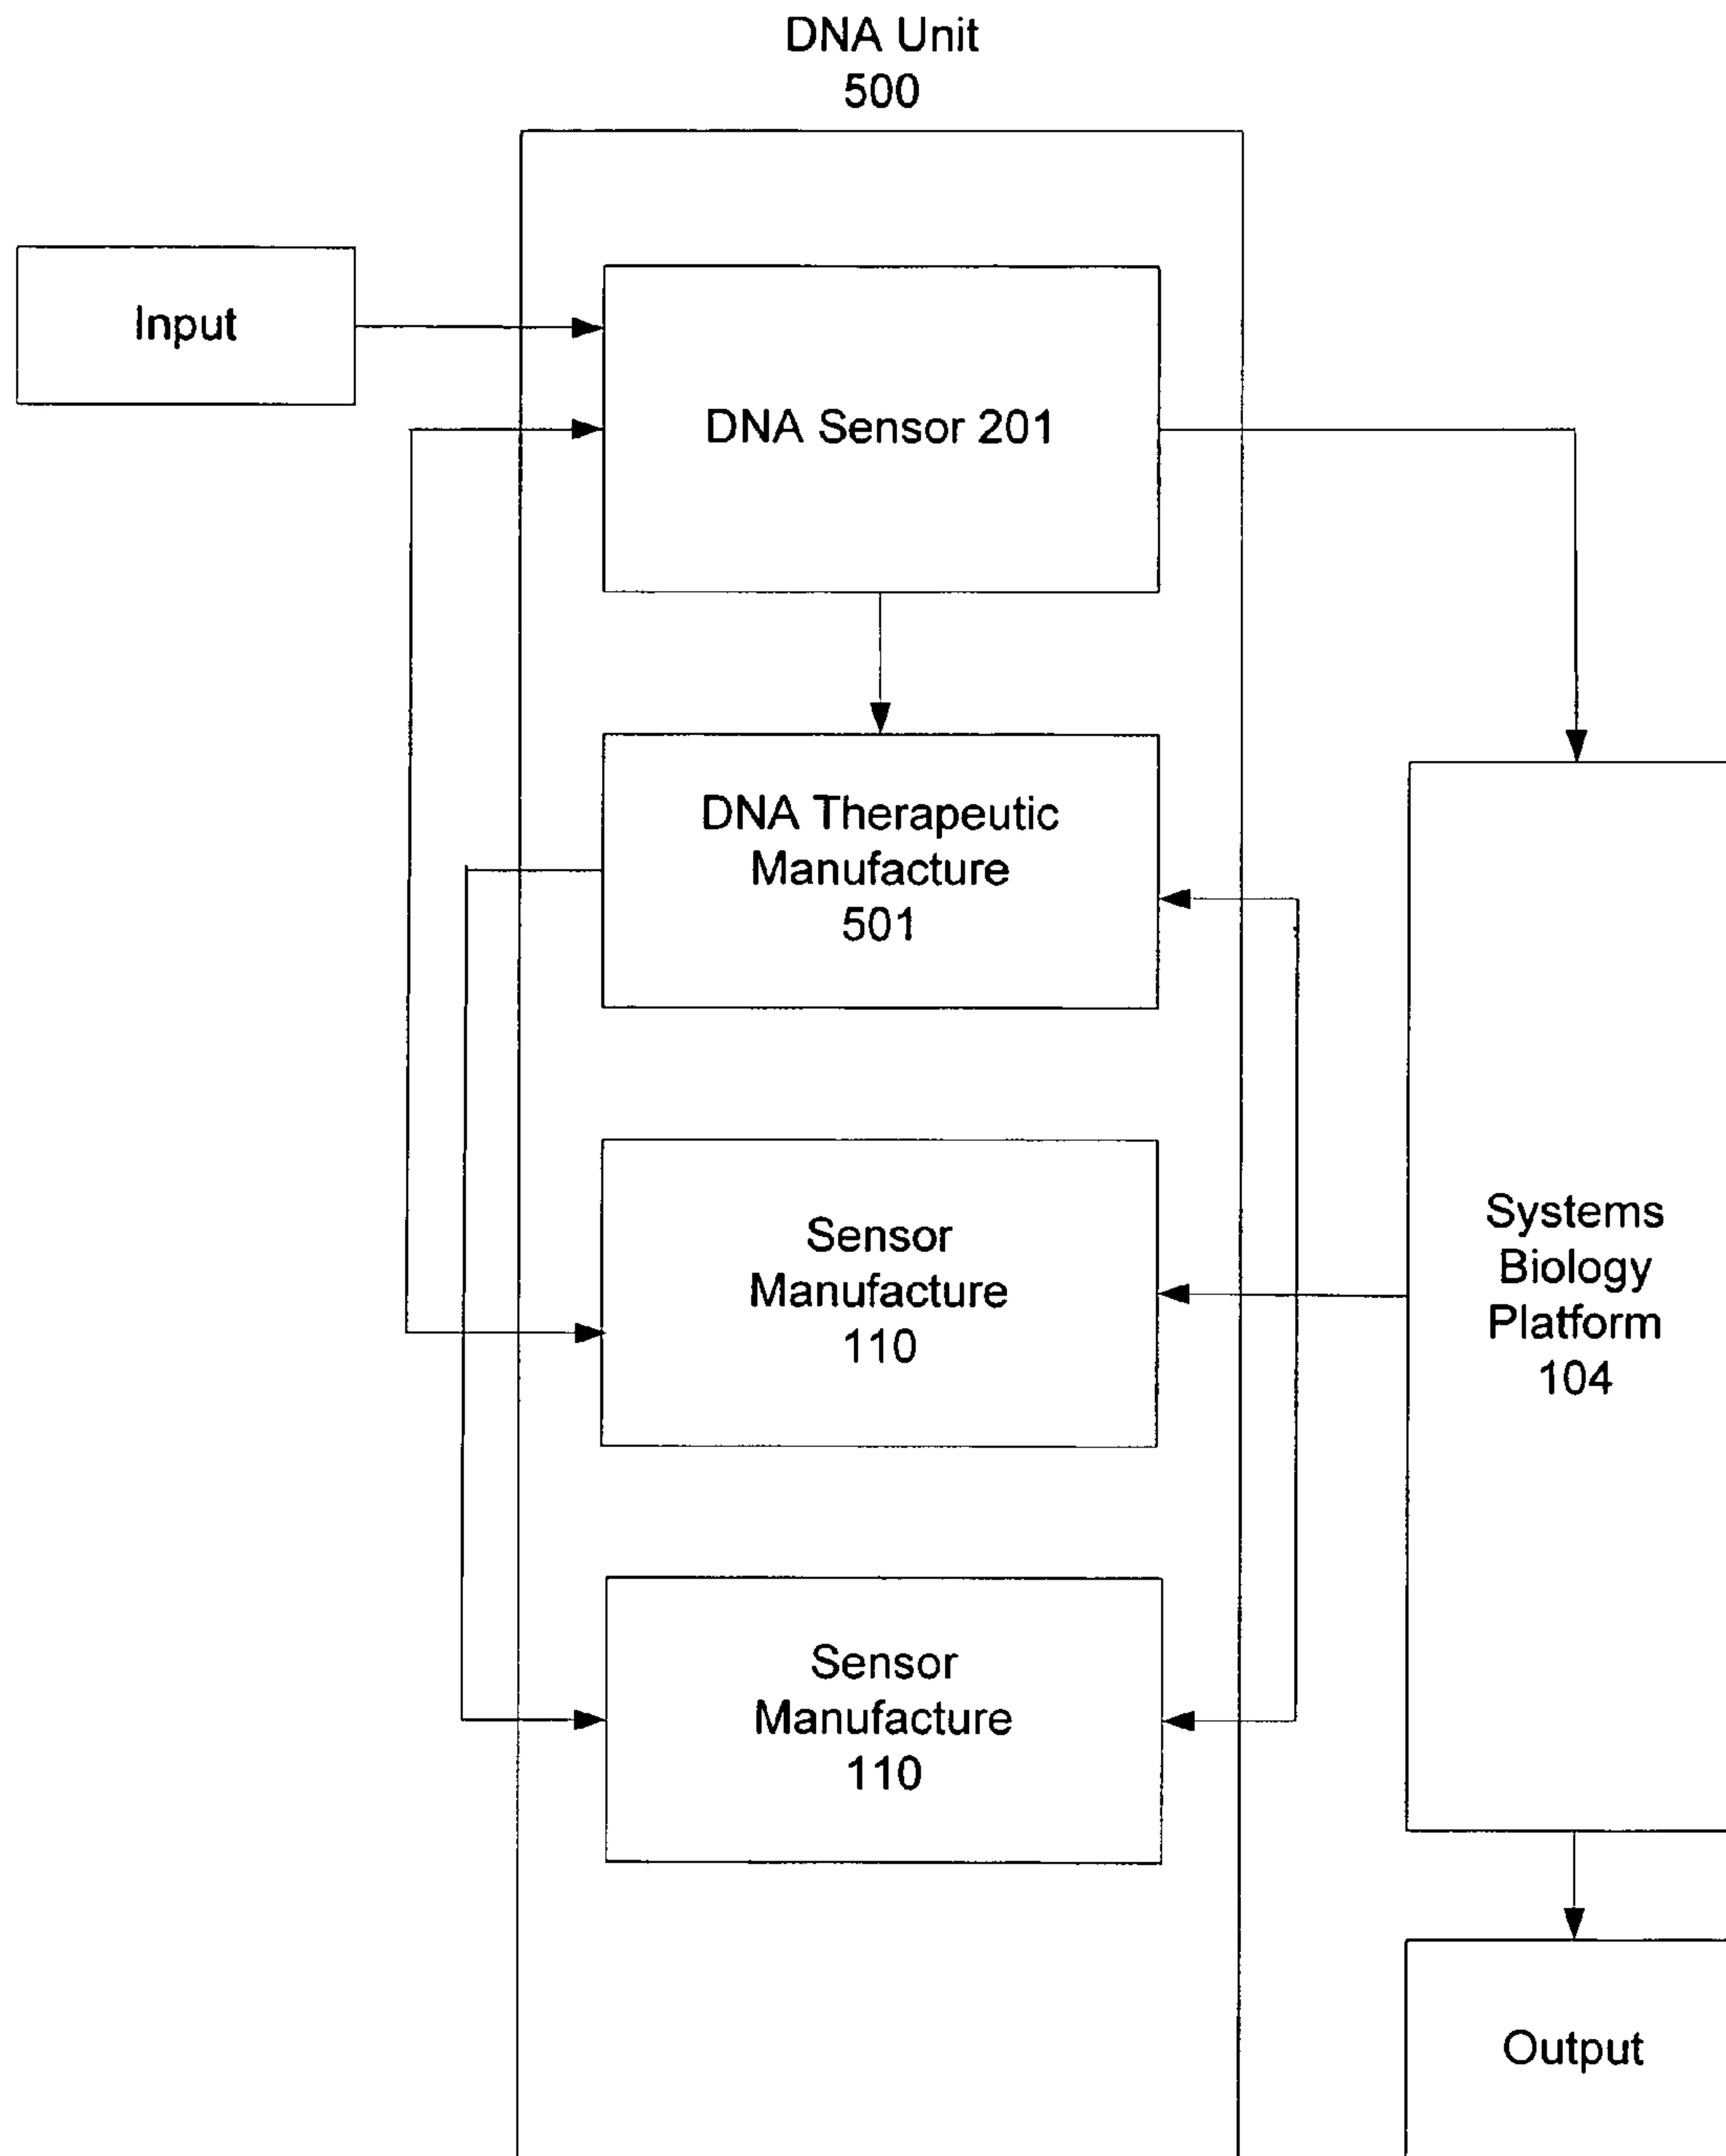 DNA Unit
500
Input
DNA Sensor 201
DNA Therapeutic
Manufacture
501
Sensor
Manufacture
110
Systems
Biology
Platform
104
Sensor
Manufacture
110
Output